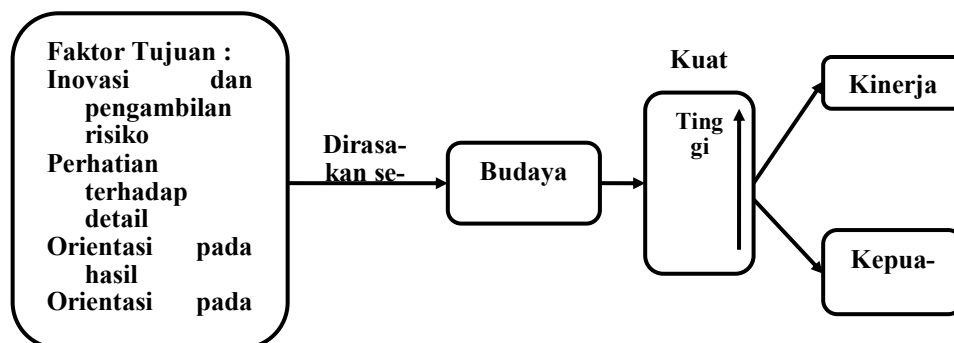 Faktor Tujuan :
Inovasi dan
pengambilan
risiko
Perhatian
terhadap
detail
Orientasi pada
hasil
Orientasi pada
Dirasa-
kan se-
Budaya
Kuat
Ting
gi
Kinerja
Kepua-